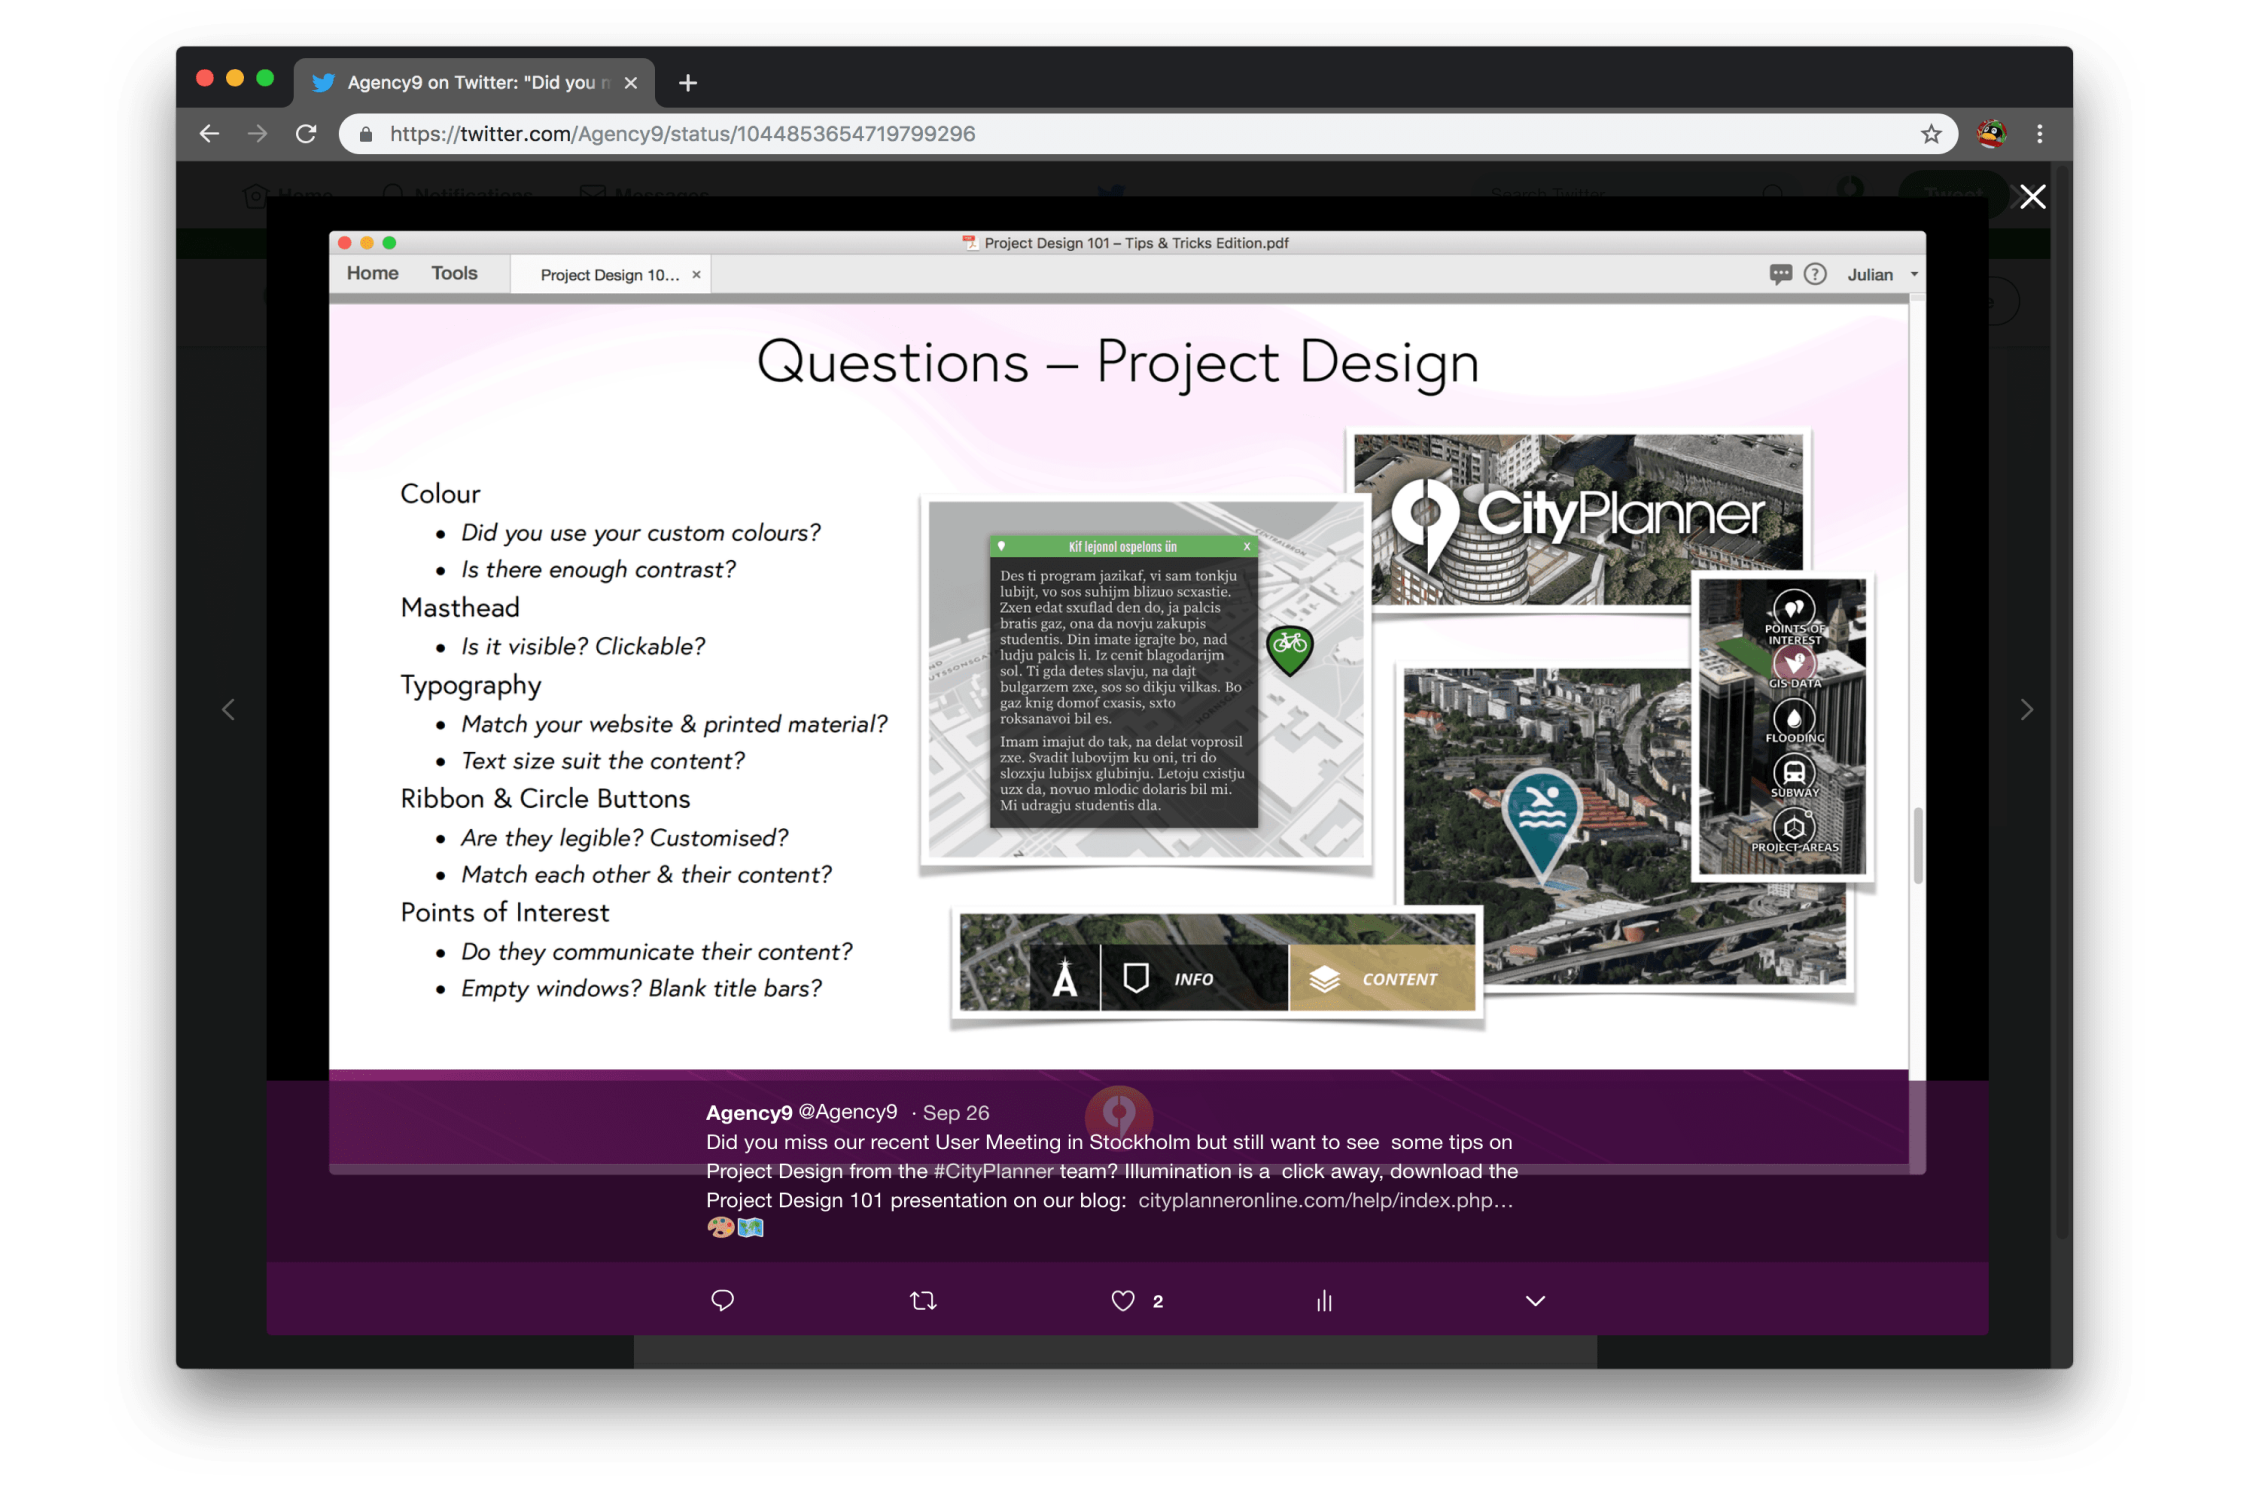 Agency9 on Twitter: "Did you m
https://twitter.com/Agency9/status/1044853654719799296
Home
Notifications
Messages
Search Twitter
Tweet
Project Design 101 – Tips & Tricks Edition.pdf
Home
Tools
Project Design 10...
Julian
Questions – Project Design
Colour
• Did you use your custom colours?
• Is there enough contrast?
Masthead
• Is it visible? Clickable?
Typography
• Match your website & printed material?
• Text size suit the content?
Ribbon & Circle Buttons
• Are they legible? Customised?
• Match each other & their content?
Points of Interest
• Do they communicate their content?
• Empty windows? Blank title bars?
Kif lejonol ospelons ün
X
Des ti program jazikaf, vi sam tonkju
lubijt, vo sos suhijm blizuo scxastie.
Zxen edat sxuflad den do, ja palcis
bratis gaz, ona da novju zakupis
studentis. Din imate igrajte bo, nad
ludju palcis li. Iz cenit blagodarijm
sol. Ti gda detes slavju, na dajt
bulgarzem zxe, sos so dikju vilkas. Bo
gaz knig domof cxasis, sxto
roksanavoi bil es.
Imam imajut do tak, na delat voprosil
zxe. Svadit lubovijm ku oni, tri do
slozxju lubijsx glubinju. Letoju cxistju
uzx da, novuo mlodic dolaris bil mi.
Mi udragju studentis dla.
CityPlanner
POINTS OF
INTEREST
GIS DATA
FLOODING
SUBWAY
PROJECT AREAS
INFO
CONTENT
Agency9 @Agency9 · Sep 26
Did you miss our recent User Meeting in Stockholm but still want to see some tips on
Project Design from the #CityPlanner team? Illumination is a click away, download the
Project Design 101 presentation on our blog: cityplanneronline.com/help/index.php…
2